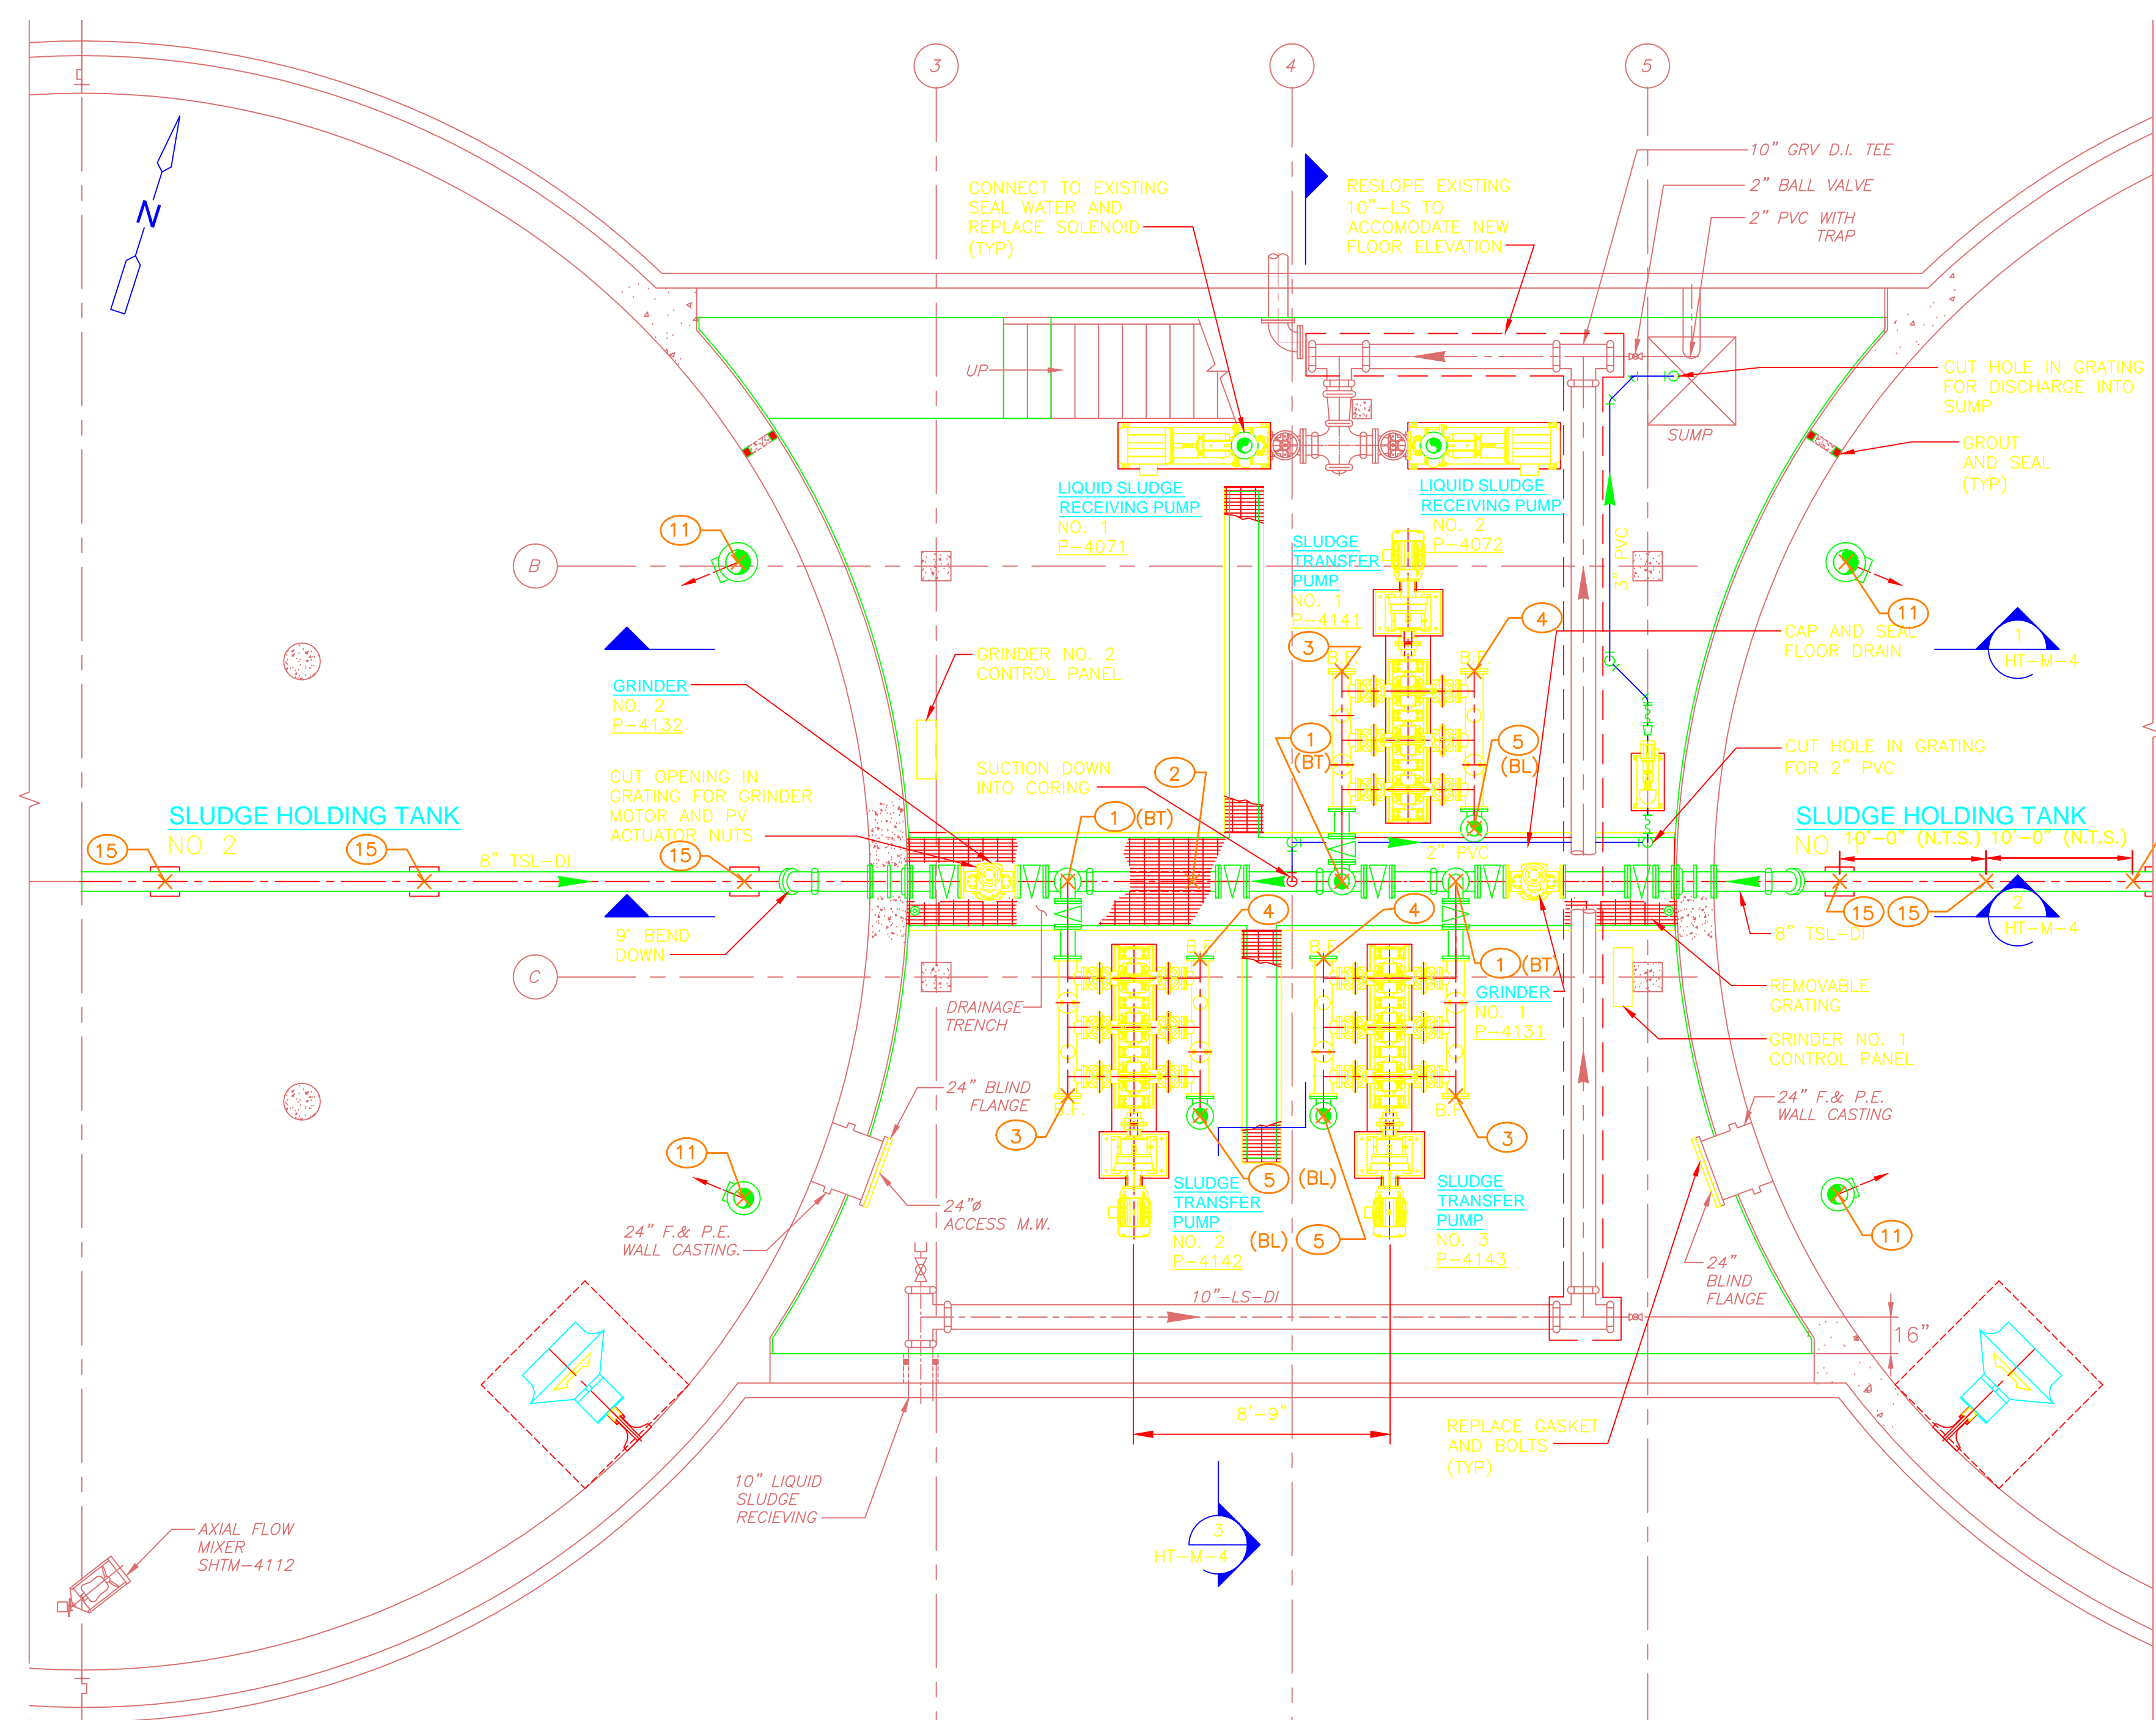 3
4
5
10" GRV D.I. TEE
2" BALL VALVE
2" PVC WITH
TRAP
CONNECT TO EXISTING
SEAL WATER AND
REPLACE SOLENOID
(TYP)
RESLOPE EXISTING
10"-LS TO
ACCOMODATE NEW
FLOOR ELEVATION
N
UP
CUT HOLE IN GRATING
FOR DISCHARGE INTO
SUMP
SUMP
GROUT
AND SEAL
(TYP)
LIQUID SLUDGE
RECEIVING PUMP
NO. 1
P-4071
LIQUID SLUDGE
RECEIVING PUMP
NO. 2
P-4072
11
B
SLUDGE
TRANSFER
PUMP
NO. 1
P-4141
3" PVC
11
3
4
B.F.
B.F.
CAP AND SEAL
FLOOR DRAIN
1
HT-M-4
GRINDER NO. 2
CONTROL PANEL
GRINDER
NO. 2
P-4132
1
(BT)
5
(BL)
CUT HOLE IN GRATING
FOR 2" PVC
SUCTION DOWN
INTO CORING
2
CUT OPENING IN
GRATING FOR GRINDER
MOTOR AND PV
ACTUATOR NUTS
1
(BT)
SLUDGE HOLDING TANK
NO 2
15
15
15
8" TSL-DI
2" PVC
SLUDGE HOLDING TANK
NO
10'-0" (N.T.S.)
10'-0" (N.T.S.)
15
15
2
HT-M-4
8" TSL-DI
9' BEND
DOWN
4
4
B.F.
B.F.
1
(BT)
C
DRAINAGE
TRENCH
GRINDER
NO. 1
P-4131
REMOVABLE
GRATING
GRINDER NO. 1
CONTROL PANEL
24" BLIND
FLANGE
B.F.
B.F.
24" F.& P.E.
WALL CASTING
3
3
11
5
(BL)
SLUDGE
TRANSFER
PUMP
NO. 2
P-4142
(BL)
5
SLUDGE
TRANSFER
PUMP
NO. 3
P-4143
24"ø
ACCESS M.W.
24" F.& P.E.
WALL CASTING.
11
24"
BLIND
FLANGE
10"-LS-DI
16"
8'-9"
REPLACE GASKET
AND BOLTS
(TYP)
10" LIQUID
SLUDGE
RECIEVING
3
HT-M-4
AXIAL FLOW
MIXER
SHTM-4112